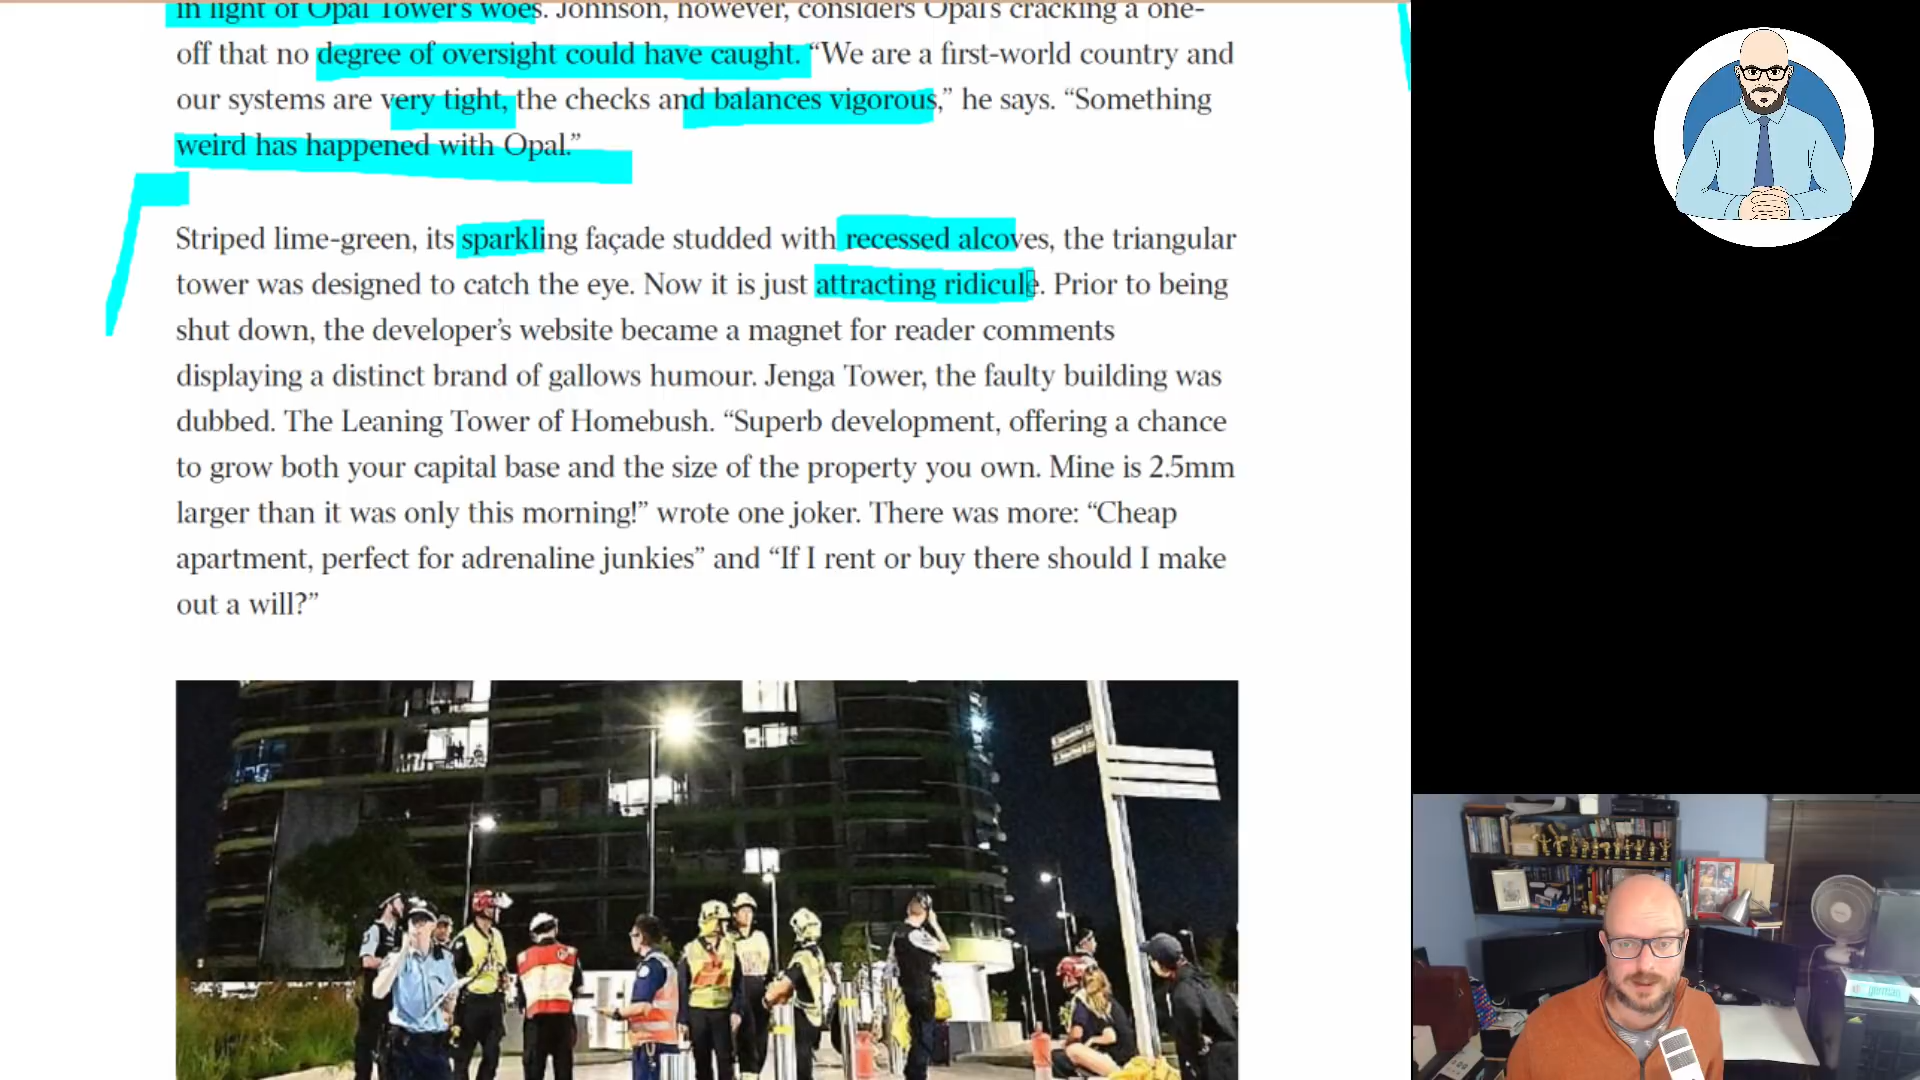 in light of Opal Tower's woes. Johnson, however, considers Opal's cracking a one-
off that no degree of oversight could have caught. “We are a first-world country and
our systems are very tight, the checks and balances vigorous,” he says. “Something
weird has happened with Opal.”
Striped lime-green, its sparkling façade studded with recessed alcoves, the triangular
tower was designed to catch the eye. Now it is just attracting ridicule. Prior to being
shut down, the developer’s website became a magnet for reader comments
displaying a distinct brand of gallows humour. Jenga Tower, the faulty building was
dubbed. The Leaning Tower of Homebush. “Superb development, offering a chance
to grow both your capital base and the size of the property you own. Mine is 2.5mm
larger than it was only this morning!” wrote one joker. There was more: “Cheap
apartment, perfect for adrenaline junkies” and “If I rent or buy there should I make
out a will?”
german